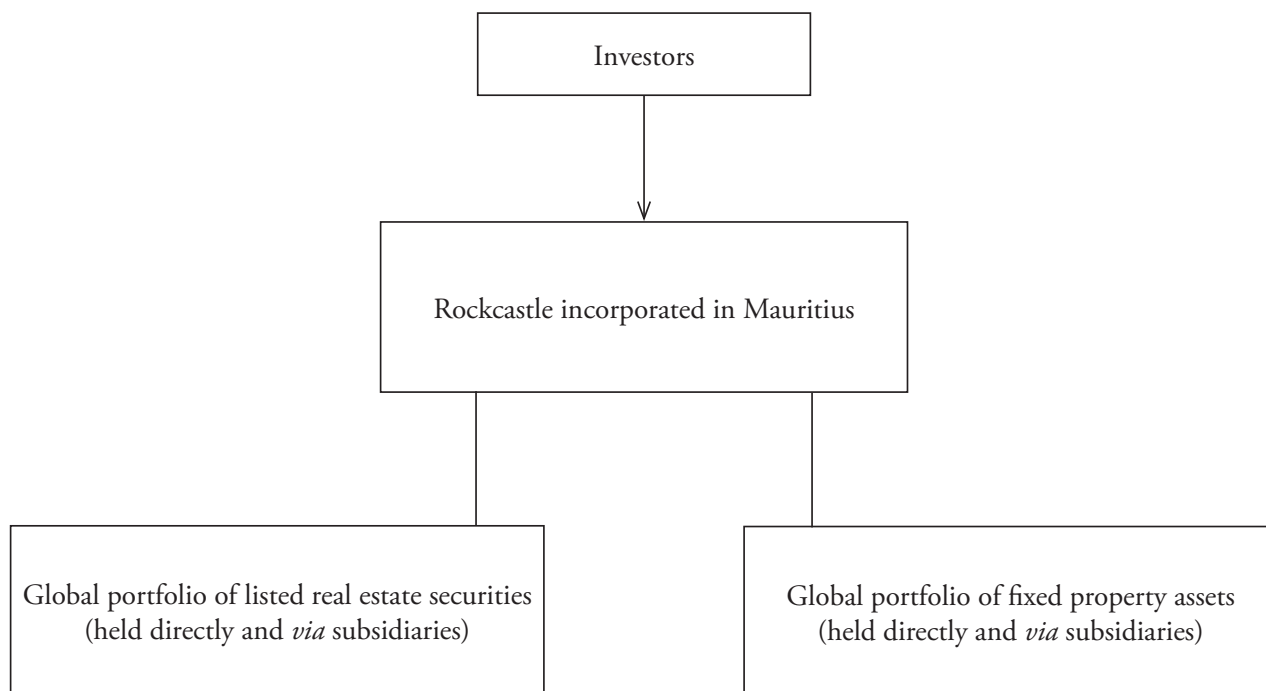 Investors
Rockcastle incorporated in Mauritius
Global portfolio of listed real estate securities
(held directly and via subsidiaries)
Global portfolio of fixed property assets
(held directly and via subsidiaries)